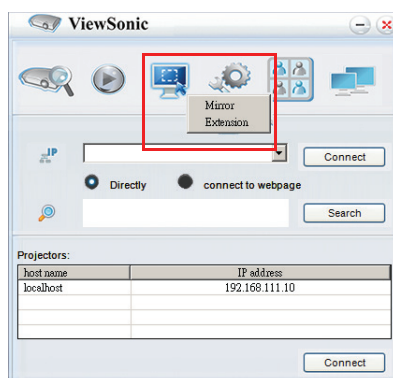 ViewSonic
Mirror
Extension
IP
Connect
Directly connect to webpage
Search
Projectors:
host name IP address
localhost 192.168.111.10
Connect